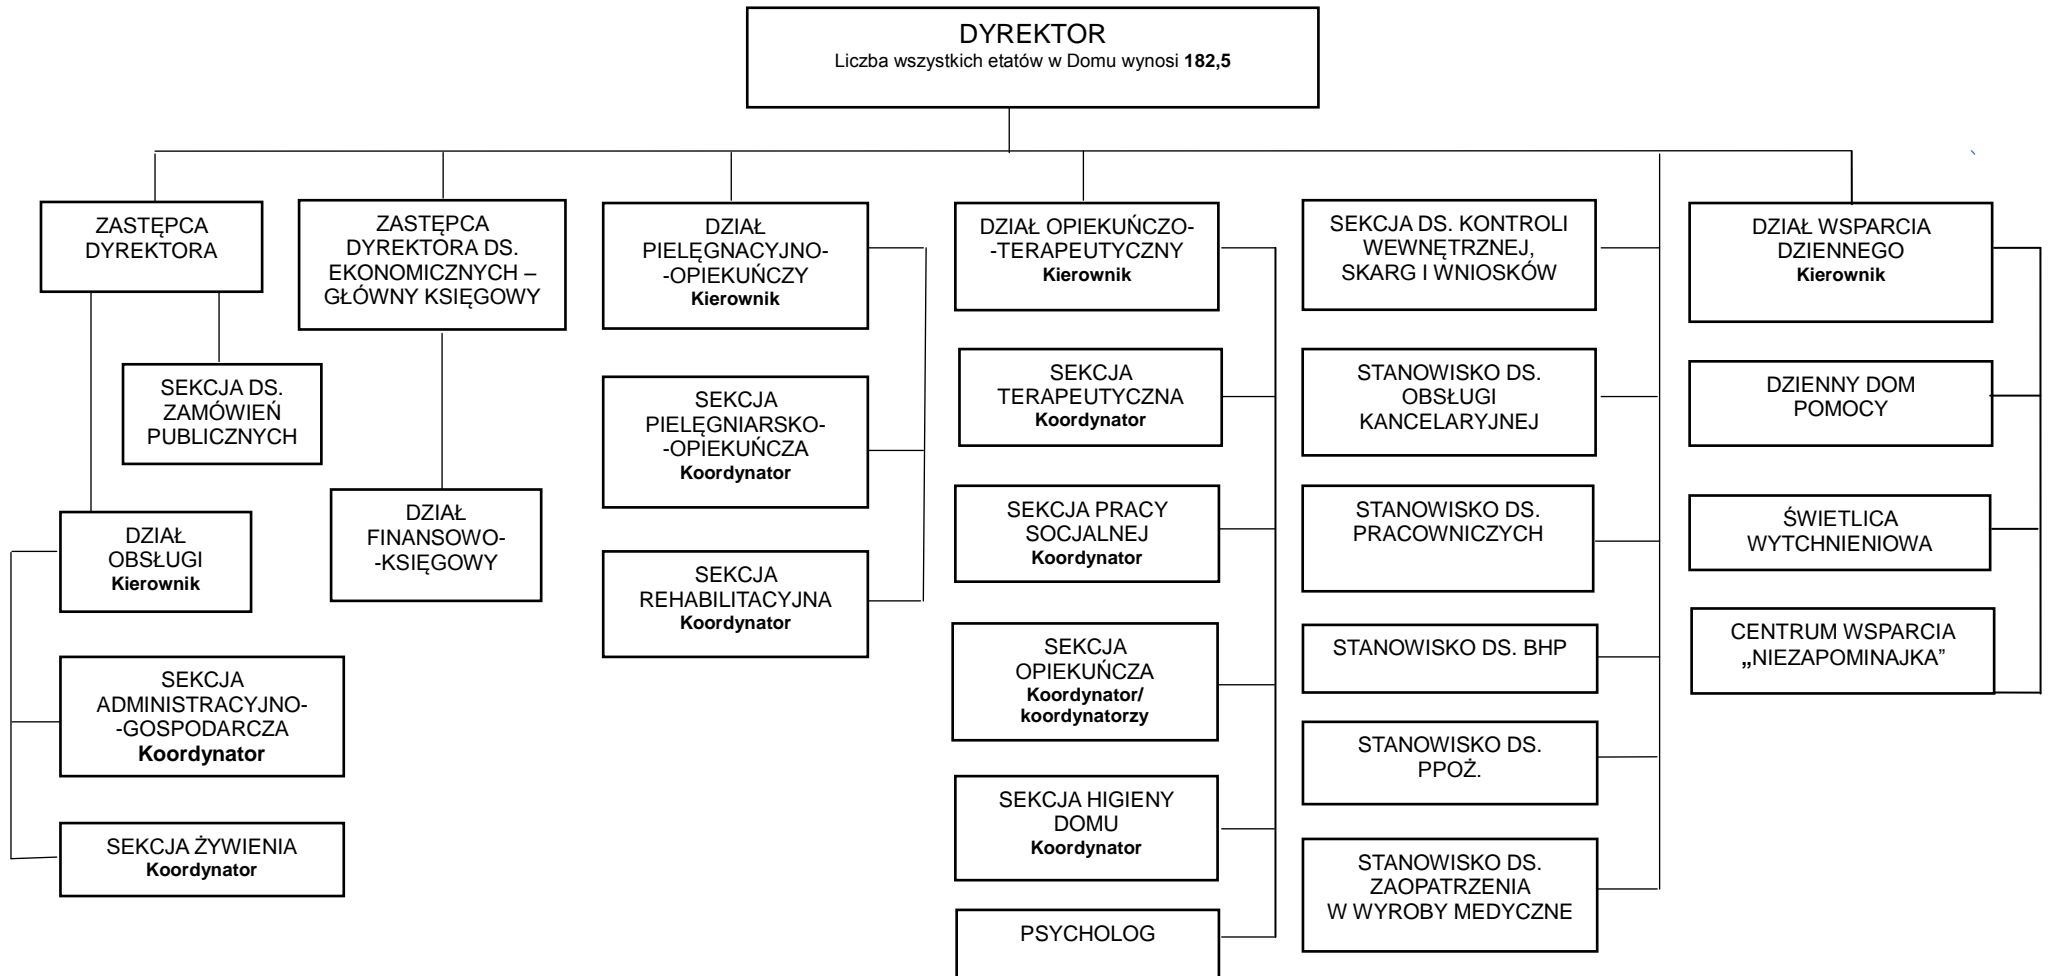 DYREKTOR
Liczba wszystkich etatów w Domu wynosi 182,5
ZASTĘPCA
DYREKTORA
SEKCJA DS.
ZAMÓWIEŃ
PUBLICZNYCH
DZIAŁ
OBSŁUGI
Kierownik
SEKCJA
ADMINISTRACYJNO-
-GOSPODARCZA
Koordynator
SEKCJA ŻYWIENIA
Koordynator
ZASTĘPCA
DYREKTORA DS.
EKONOMICZNYCH –
GŁÓWNY KSIĘGOWY
DZIAŁ
FINANSOWO-
-KSIĘGOWY
DZIAŁ
PIELĘGNACYJNO-
-OPIEKUŃCZY
Kierownik
SEKCJA
PIELĘGNIARSKO-
-OPIEKUŃCZA
Koordynator
SEKCJA
REHABILITACYJNA
Koordynator
DZIAŁ OPIEKUŃCZO-
-TERAPEUTYCZNY
Kierownik
SEKCJA
TERAPEUTYCZNA
Koordynator
SEKCJA PRACY
SOCJALNEJ
Koordynator
SEKCJA
OPIEKUŃCZA
Koordynator/
koordynatorzy
SEKCJA HIGIENY
DOMU
Koordynator
PSYCHOLOG
SEKCJA DS. KONTROLI
WEWNĘTRZNEJ,
SKARG I WNIOSKÓW
STANOWISKO DS.
OBSŁUGI
KANCELARYJNEJ
STANOWISKO DS.
PRACOWNICZYCH
STANOWISKO DS. BHP
STANOWISKO DS.
PPOŻ.
STANOWISKO DS.
ZAOPATRZENIA
W WYROBY MEDYCZNE
DZIAŁ WSPARCIA
DZIENNEGO
Kierownik
DZIENNY DOM
POMOCY
ŚWIETLICA
WYTCHNIENIOWA
CENTRUM WSPARCIA
„NIEZAPOMINAJKA”